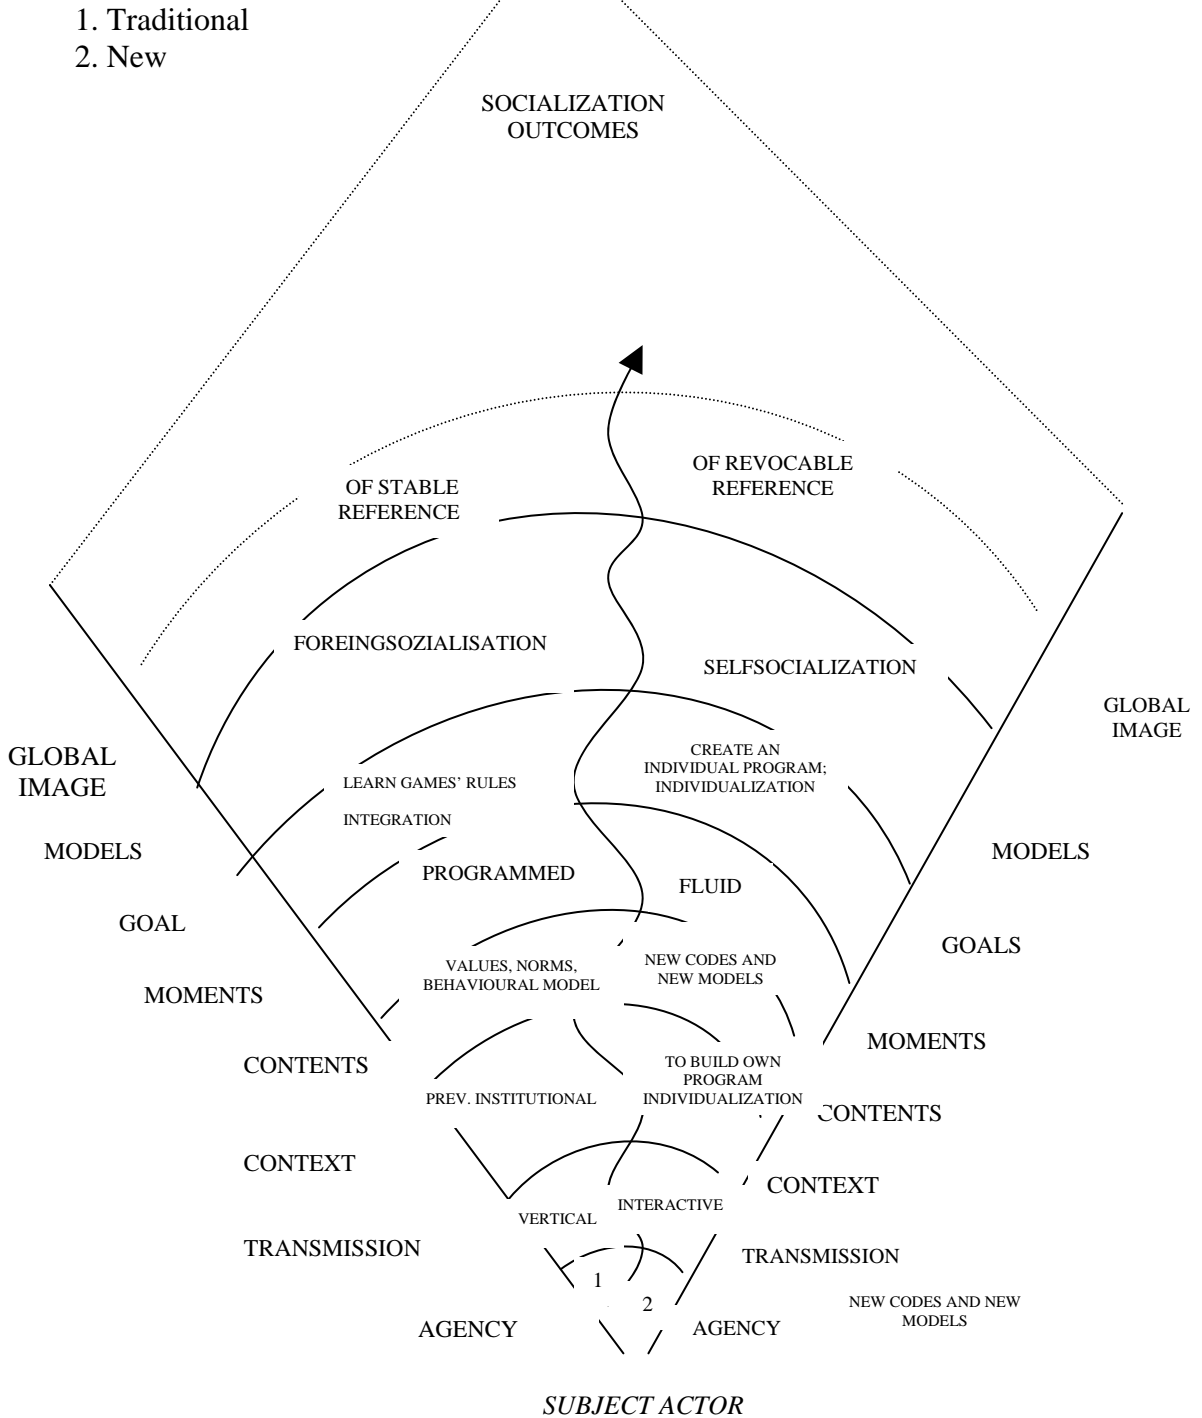 1. Traditional
2. New
SOCIALIZATION
OUTCOMES
OF STABLE
REFERENCE
OF REVOCABLE
REFERENCE
FOREINGSOZIALISATION
SELFSOCIALIZATION
GLOBAL
IMAGE
GLOBAL
IMAGE
LEARN GAMES' RULES
INTEGRATION
CREATE AN
INDIVIDUAL PROGRAM;
INDIVIDUALIZATION
MODELS
MODELS
PROGRAMMED
FLUID
GOAL
GOALS
VALUES, NORMS,
BEHAVIOURAL MODEL
NEW CODES AND
NEW MODELS
MOMENTS
MOMENTS
CONTENTS
TO BUILD OWN
PROGRAM
INDIVIDUALIZATION
PREV. INSTITUTIONAL
CONTENTS
CONTEXT
CONTEXT
VERTICAL
INTERACTIVE
TRANSMISSION
TRANSMISSION
1
2
NEW CODES AND NEW
MODELS
AGENCY
AGENCY
SUBJECT ACTOR